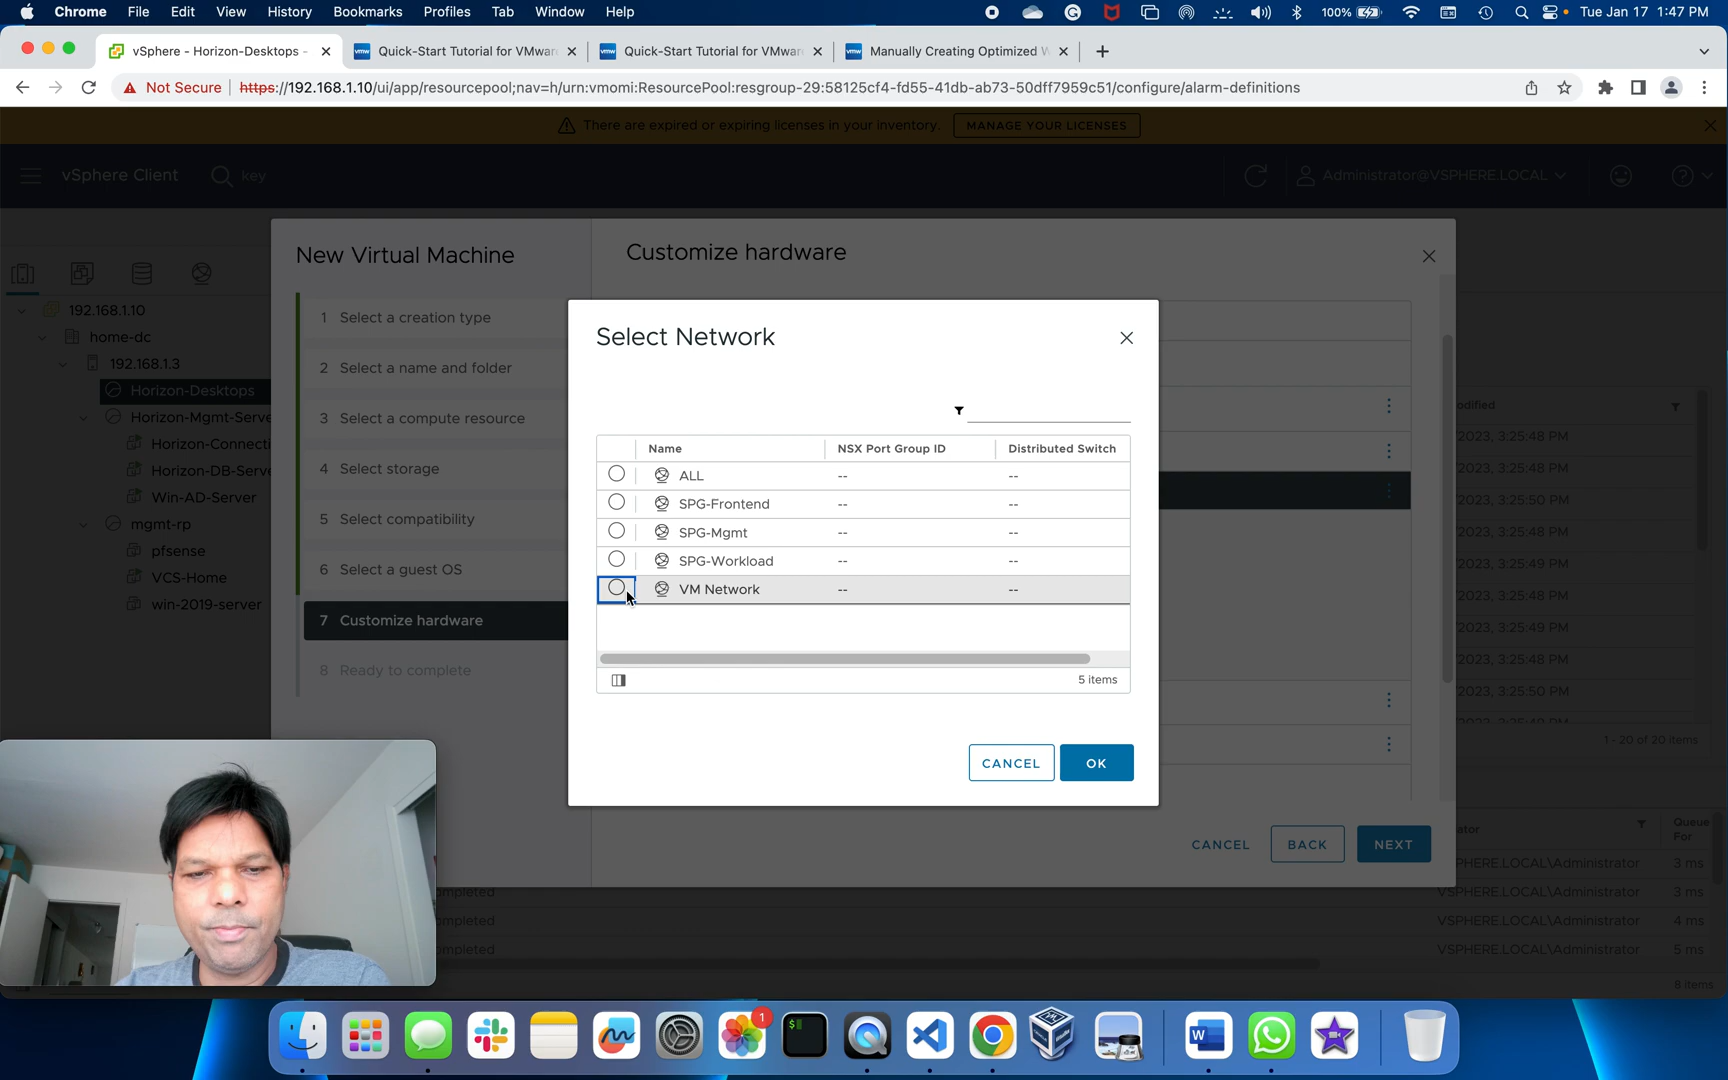 Chrome File Edit View History Bookmarks Profiles Tab Window Help 100% Tue Jan 17 1:47 PM
vSphere - Horizon-Desktops - Quick-Start Tutorial for VMwar Quick-Start Tutorial for VMwar Manually Creating Optimized W
Not Secure https://192.168.1.10/ui/app/resourcepool;nav=h/urn:vmomi:ResourcePool:resgroup-29:58125cf4-fd55-41db-ab73-50dff7959c51/configure/alarm-definitions
There are expired or expiring licenses in your inventory. MANAGE YOUR LICENSES
vSphere Client key Administrator@VSPHERE.LOCAL
192.168.1.10
home-dc
192.168.1.3
Horizon-Desktops
Horizon-Mgmt-Serve
Horizon-Connecti
Horizon-DB-Serve
Win-AD-Server
mgmt-rp
pfsense
VCS-Home
win-2019-server
New Virtual Machine
1 Select a creation type
2 Select a name and folder
3 Select a compute resource
4 Select storage
5 Select compatibility
6 Select a guest OS
7 Customize hardware
8 Ready to complete
Customize hardware
Select Network
Name NSX Port Group ID Distributed Switch
ALL -- --
SPG-Frontend -- --
SPG-Mgmt -- --
SPG-Workload -- --
VM Network -- --
5 items
CANCEL OK
CANCEL BACK NEXT
odified
2023, 3:25:48 PM
2023, 3:25:48 PM
2023, 3:25:50 PM
2023, 3:25:48 PM
2023, 3:25:49 PM
2023, 3:25:48 PM
2023, 3:25:49 PM
2023, 3:25:48 PM
2023, 3:25:50 PM
1 - 20 of 20 items
ator Queue
For
PHERE.LOCAL\Administrator 3 ms
VSPHERE.LOCAL\Administrator 3 ms
VSPHERE.LOCAL\Administrator 4 ms
VSPHERE.LOCAL\Administrator 5 ms
ompleted
ompleted
ompleted
8 items
1
$
W